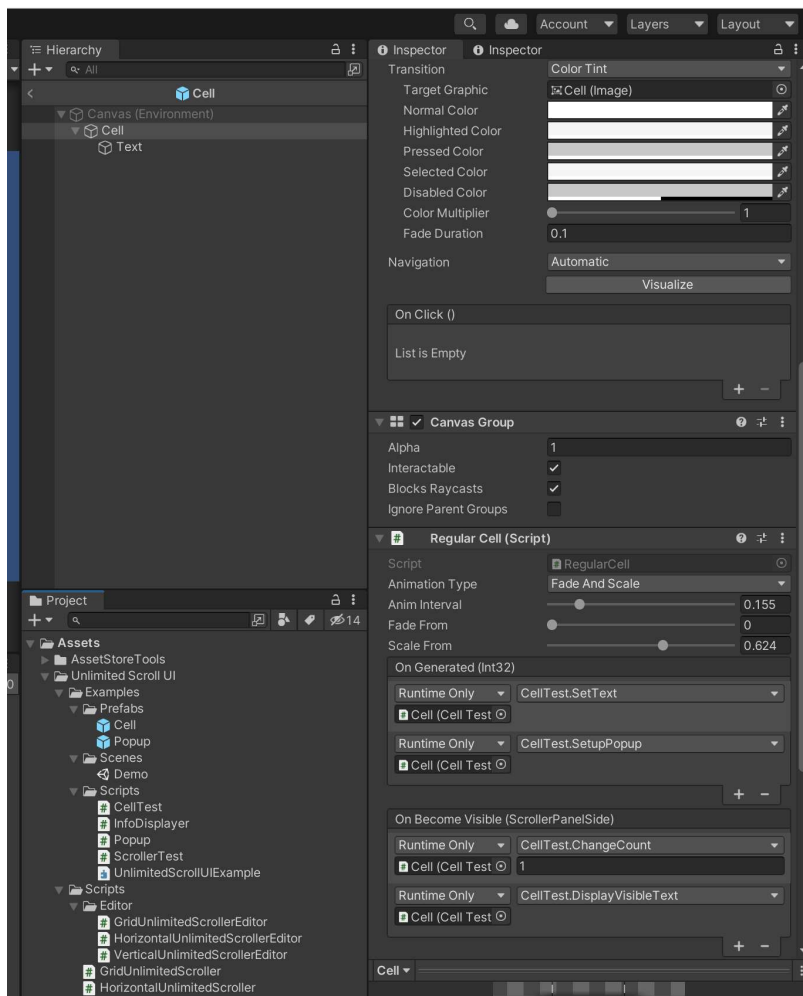 Account
Layers
Layout
Hierarchy
All
Cell
Canvas (Environment)
Cell
Text
Inspector
Inspector
Transition
Color Tint
Target Graphic
Cell (Image)
Normal Color
Highlighted Color
Pressed Color
Selected Color
Disabled Color
Color Multiplier
1
Fade Duration
0.1
Navigation
Automatic
Visualize
On Click ()
List is Empty
Canvas Group
Alpha
1
Interactable
Blocks Raycasts
Ignore Parent Groups
Regular Cell (Script)
Script
RegularCell
Animation Type
Fade And Scale
Anim Interval
0.155
Fade From
0
Scale From
0.624
On Generated (Int32)
Runtime Only
CellTest.SetText
Cell (Cell Test
Runtime Only
CellTest.SetupPopup
Cell (Cell Test
On Become Visible (ScrollerPanelSide)
Runtime Only
CellTest.ChangeCount
Cell (Cell Test
1
Runtime Only
CellTest.DisplayVisibleText
Cell (Cell Test
Cell
Project
14
Assets
AssetStoreTools
Unlimited Scroll UI
Examples
Prefabs
Cell
Popup
Scenes
Demo
Scripts
CellTest
InfoDisplayer
Popup
ScrollerTest
UnlimitedScrollUIExample
Scripts
Editor
GridUnlimitedScrollerEditor
HorizontalUnlimitedScrollerEditor
VerticalUnlimitedScrollerEditor
GridUnlimitedScroller
HorizontalUnlimitedScroller
0